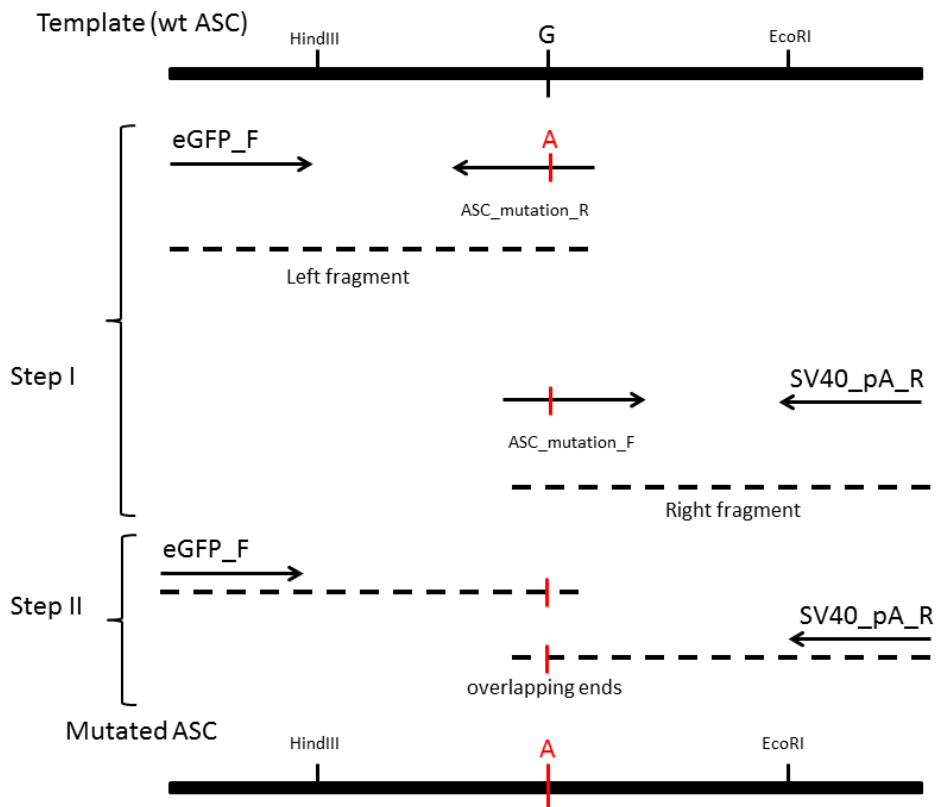 Template (wt ASC)
HindIII
G
EcoRI
eGFP_F
A
ASC_mutation_R
Left fragment
Step I
SV40_pA_R
ASC_mutation_F
Right fragment
eGFP_F
Step II
SV40_pA_R
overlapping ends
Mutated ASC
HindIII
A
EcoRI